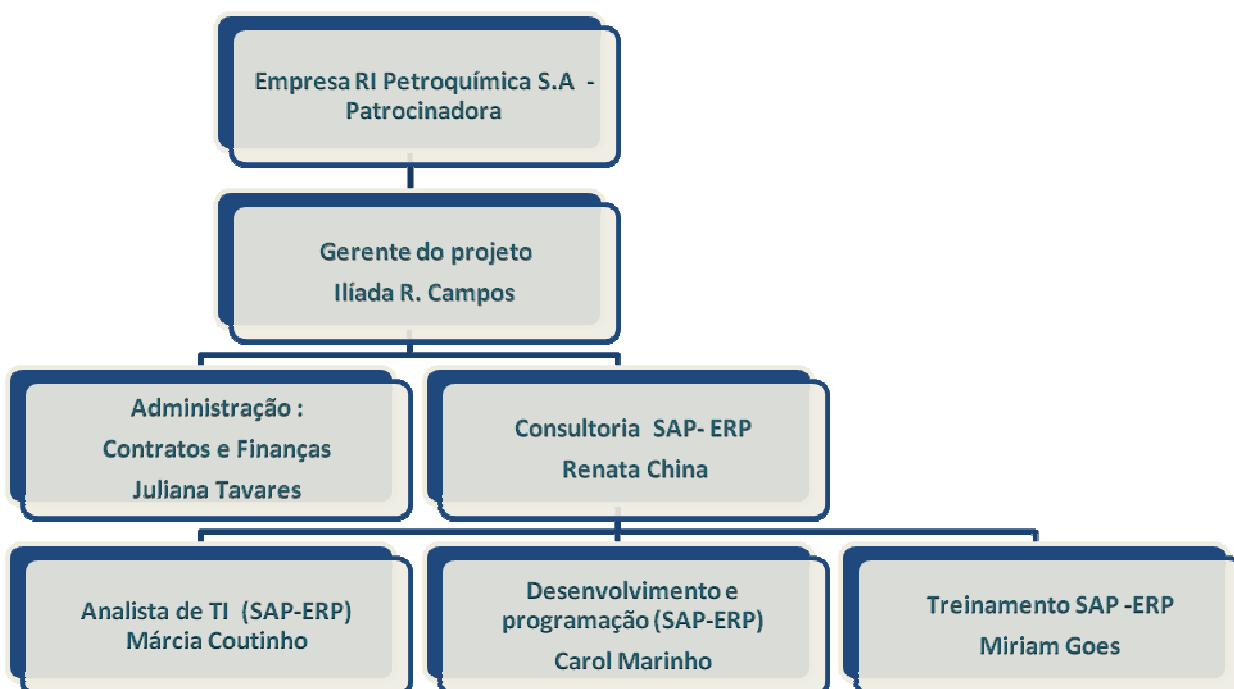 Empresa RI Petroquímica S.A -
Patrocinadora
Gerente do projeto
Ilíada R. Campos
Administração :
Contratos e Finanças
Juliana Tavares
Consultoria SAP- ERP
Renata China
Analista de TI (SAP-ERP)
Márcia Coutinho
Desenvolvimento e
programação (SAP-ERP)
Carol Marinho
Treinamento SAP -ERP
Miriam Goes